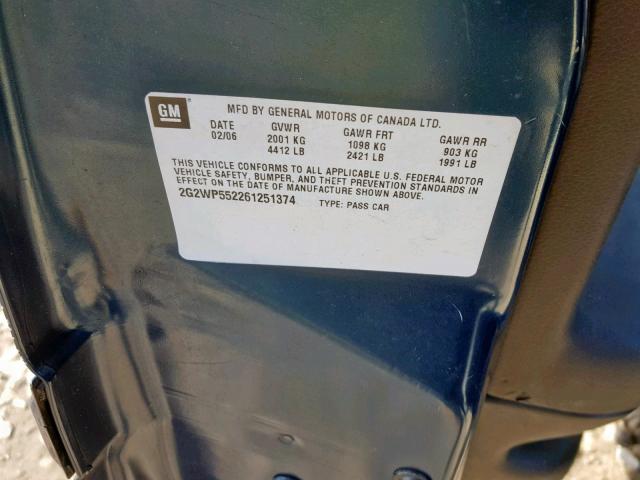 GM
MFD BY GENERAL MOTORS OF CANADA LTD.
DATE GVWR GAWR FRT GAWR RR
02/06 2001 KG 1098 KG 903 KG
4412 LB 2421 LB 1991 LB
THIS VEHICLE CONFORMS TO ALL APPLICABLE U.S. FEDERAL MOTOR
VEHICLE SAFETY, BUMPER, AND THEFT PREVENTION STANDARDS IN
EFFECT ON THE DATE OF MANUFACTURE SHOWN ABOVE.
2G2WP552261251374 TYPE: PASS CAR